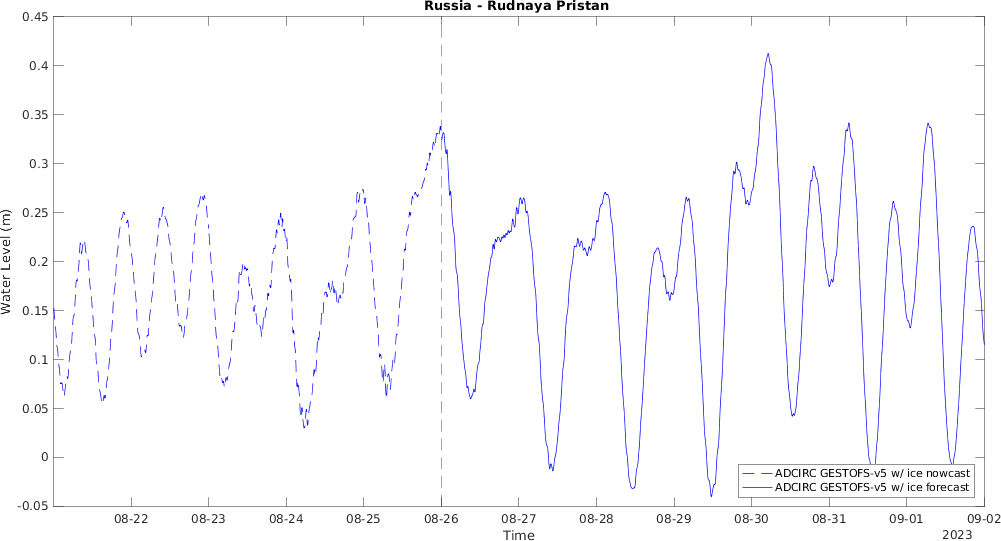 Russia - Rudnaya Pristan
Water Level (m)
0.45
0.4
0.35
0.3
0.25
0.2
0.15
0.1
0.05
0
-0.05
ADCIRC GESTOFS-v5 w/ ice nowcast
ADCIRC GESTOFS-v5 w/ ice forecast
08-22 08-23 08-24 08-25 08-26 08-27 08-28 08-29 08-30 08-31 09-01 09-02
Time
2023